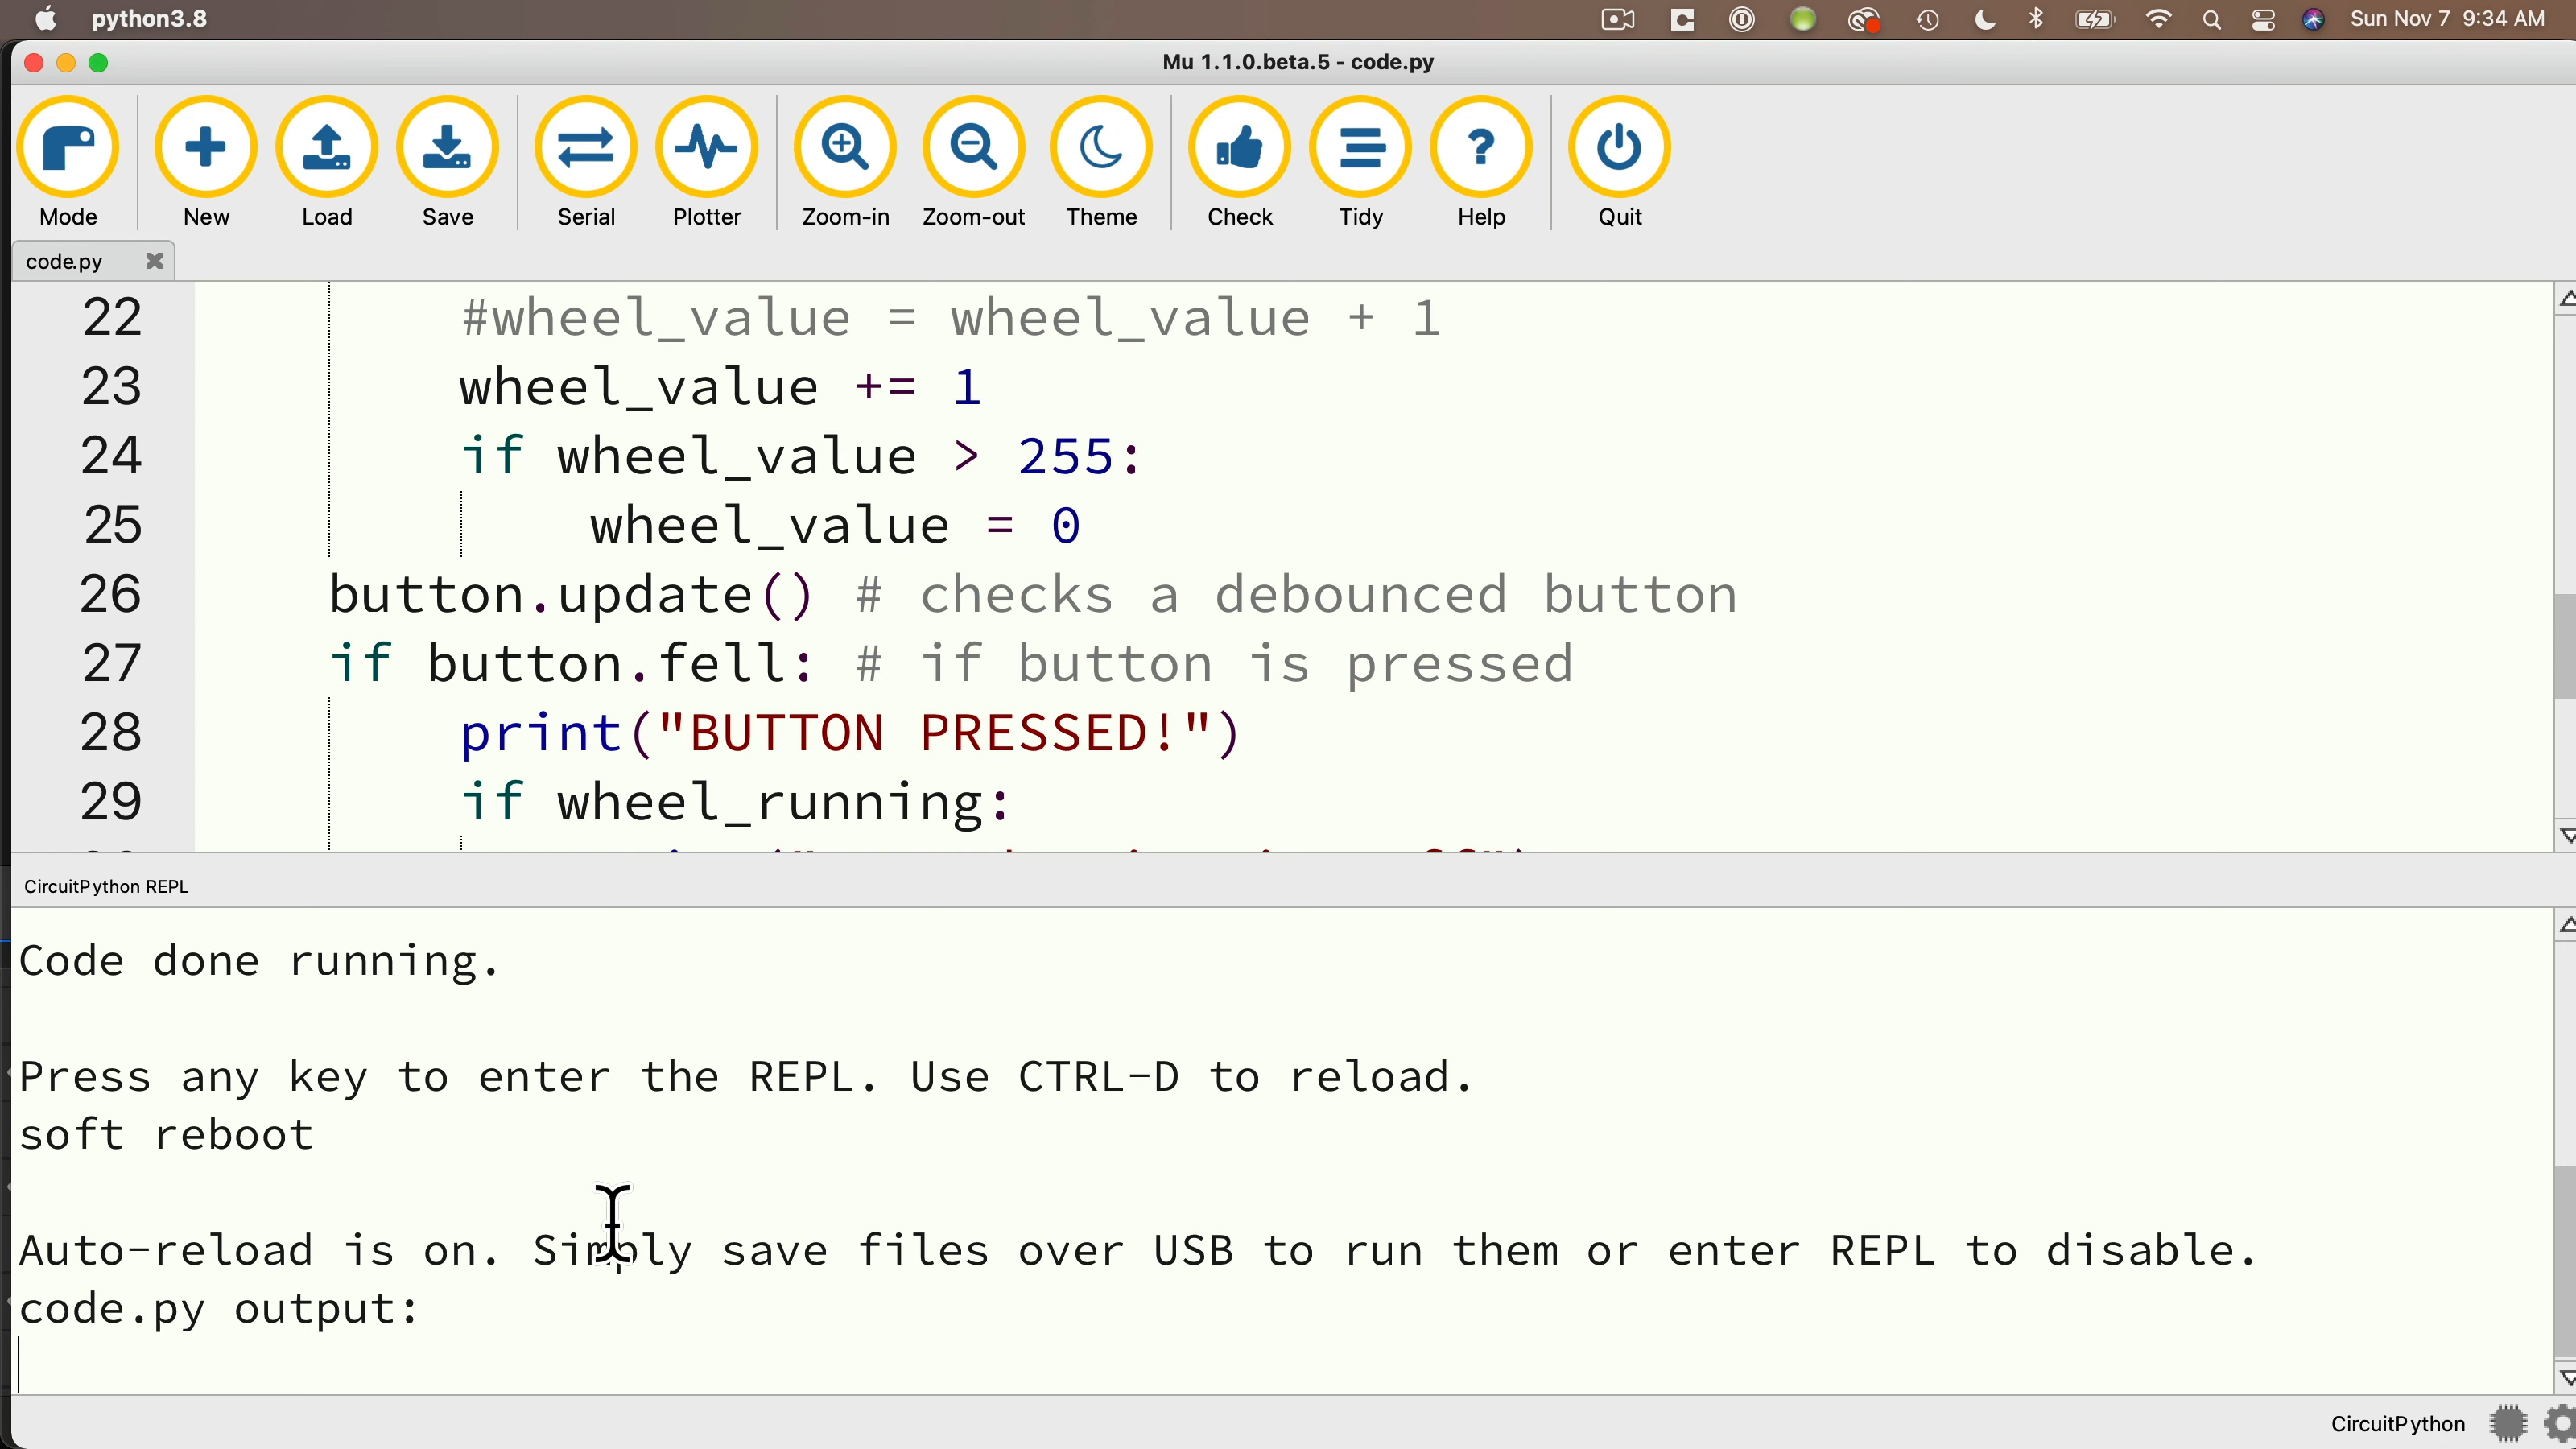 python3.8
Sun Nov 7 9:34 AM
Mu 1.1.0.beta.5 - code.py
Mode New Load Save Serial Plotter Zoom-in Zoom-out Theme Check Tidy Help Quit
code.py
22 #wheel_value = wheel_value + 1
23 wheel_value += 1
24 if wheel_value > 255:
25 wheel_value = 0
26 button.update() # checks a debounced button
27 if button.fell: # if button is pressed
28 print("BUTTON PRESSED!")
29 if wheel_running:
CircuitPython REPL
Code done running.
Press any key to enter the REPL. Use CTRL-D to reload.
soft reboot
Auto-reload is on. Simply save files over USB to run them or enter REPL to disable.
code.py output:
CircuitPython